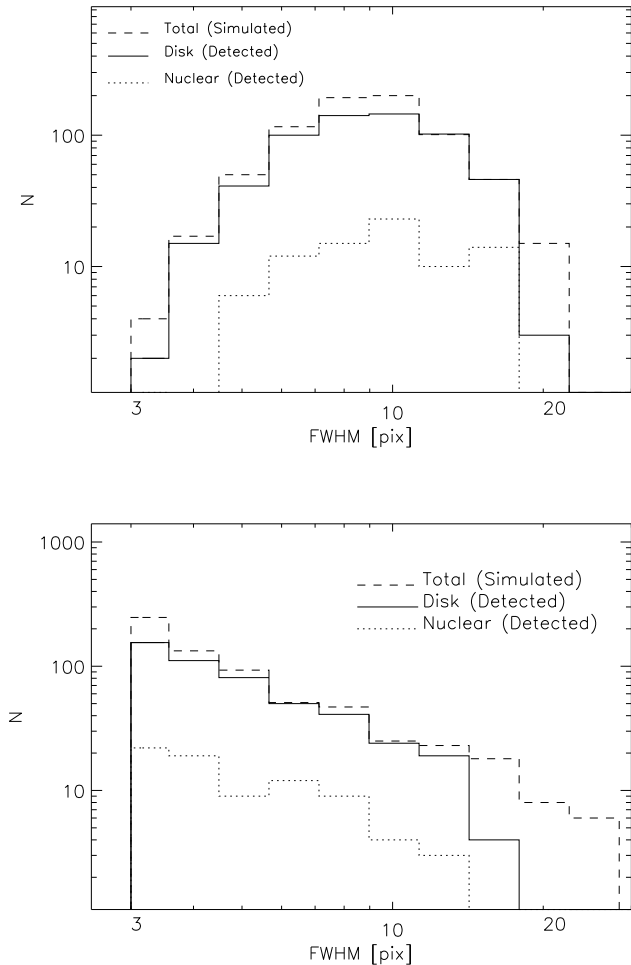 Total (Simulated)
Disk (Detected)
Nuclear (Detected)
100
10
N
3
10
20
FWHM [pix]
1000
100
10
N
Total (Simulated)
Disk (Detected)
Nuclear (Detected)
3
10
20
FWHM [pix]